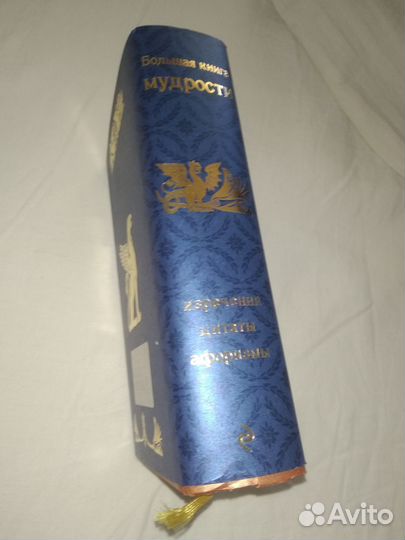 Большая книга
мудрости
изречения
цитаты
афоризмы
Avito